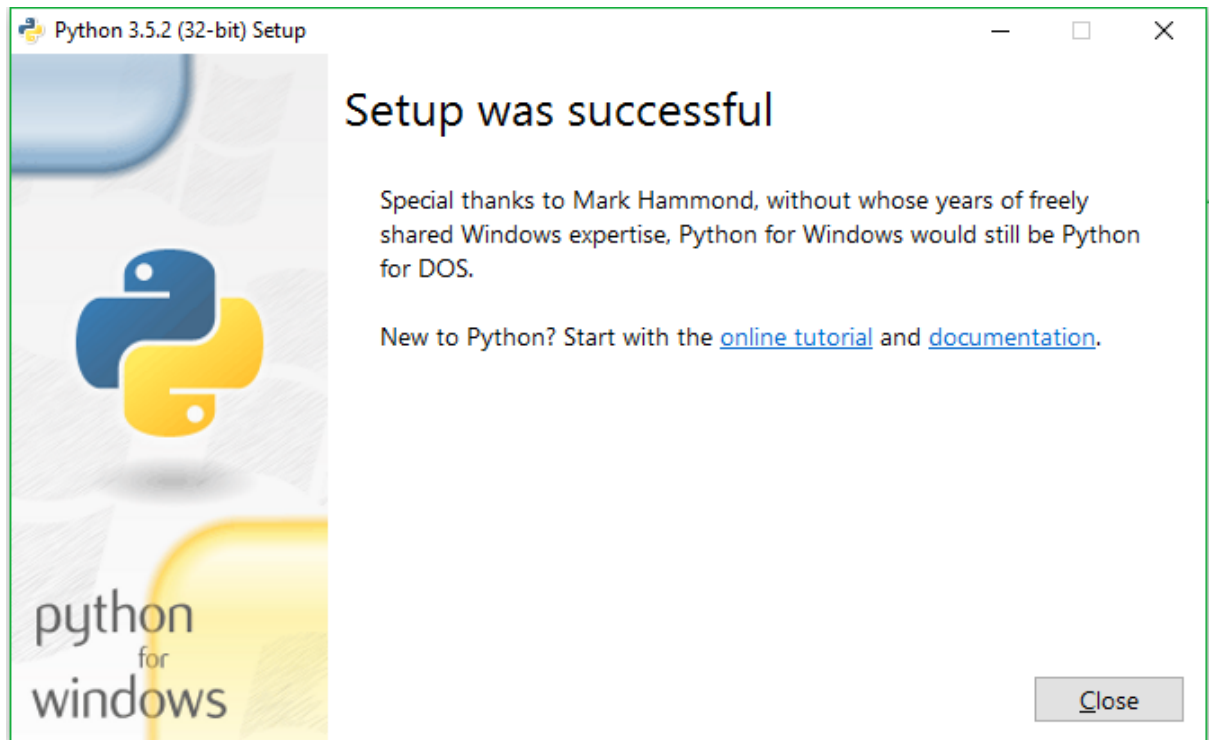 Python 3.5.2 (32-bit) Setup
Setup was successful
Special thanks to Mark Hammond, without whose years of freely
shared Windows expertise, Python for Windows would still be Python
for DOS.
New to Python? Start with the online tutorial and documentation.
python
for
windows
Close